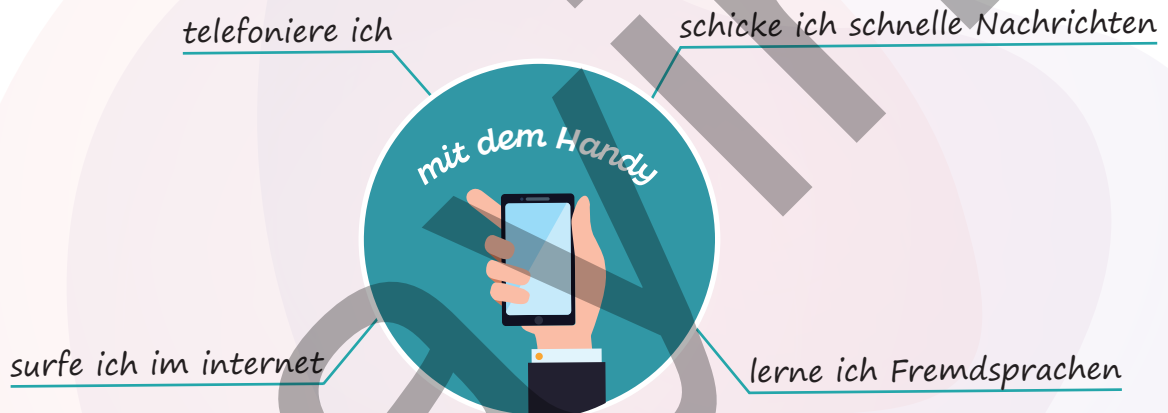 telefoniere ich
schicke ich schnelle Nachrichten
mit dem Handy
surfe ich im internet
lerne ich Fremdsprachen